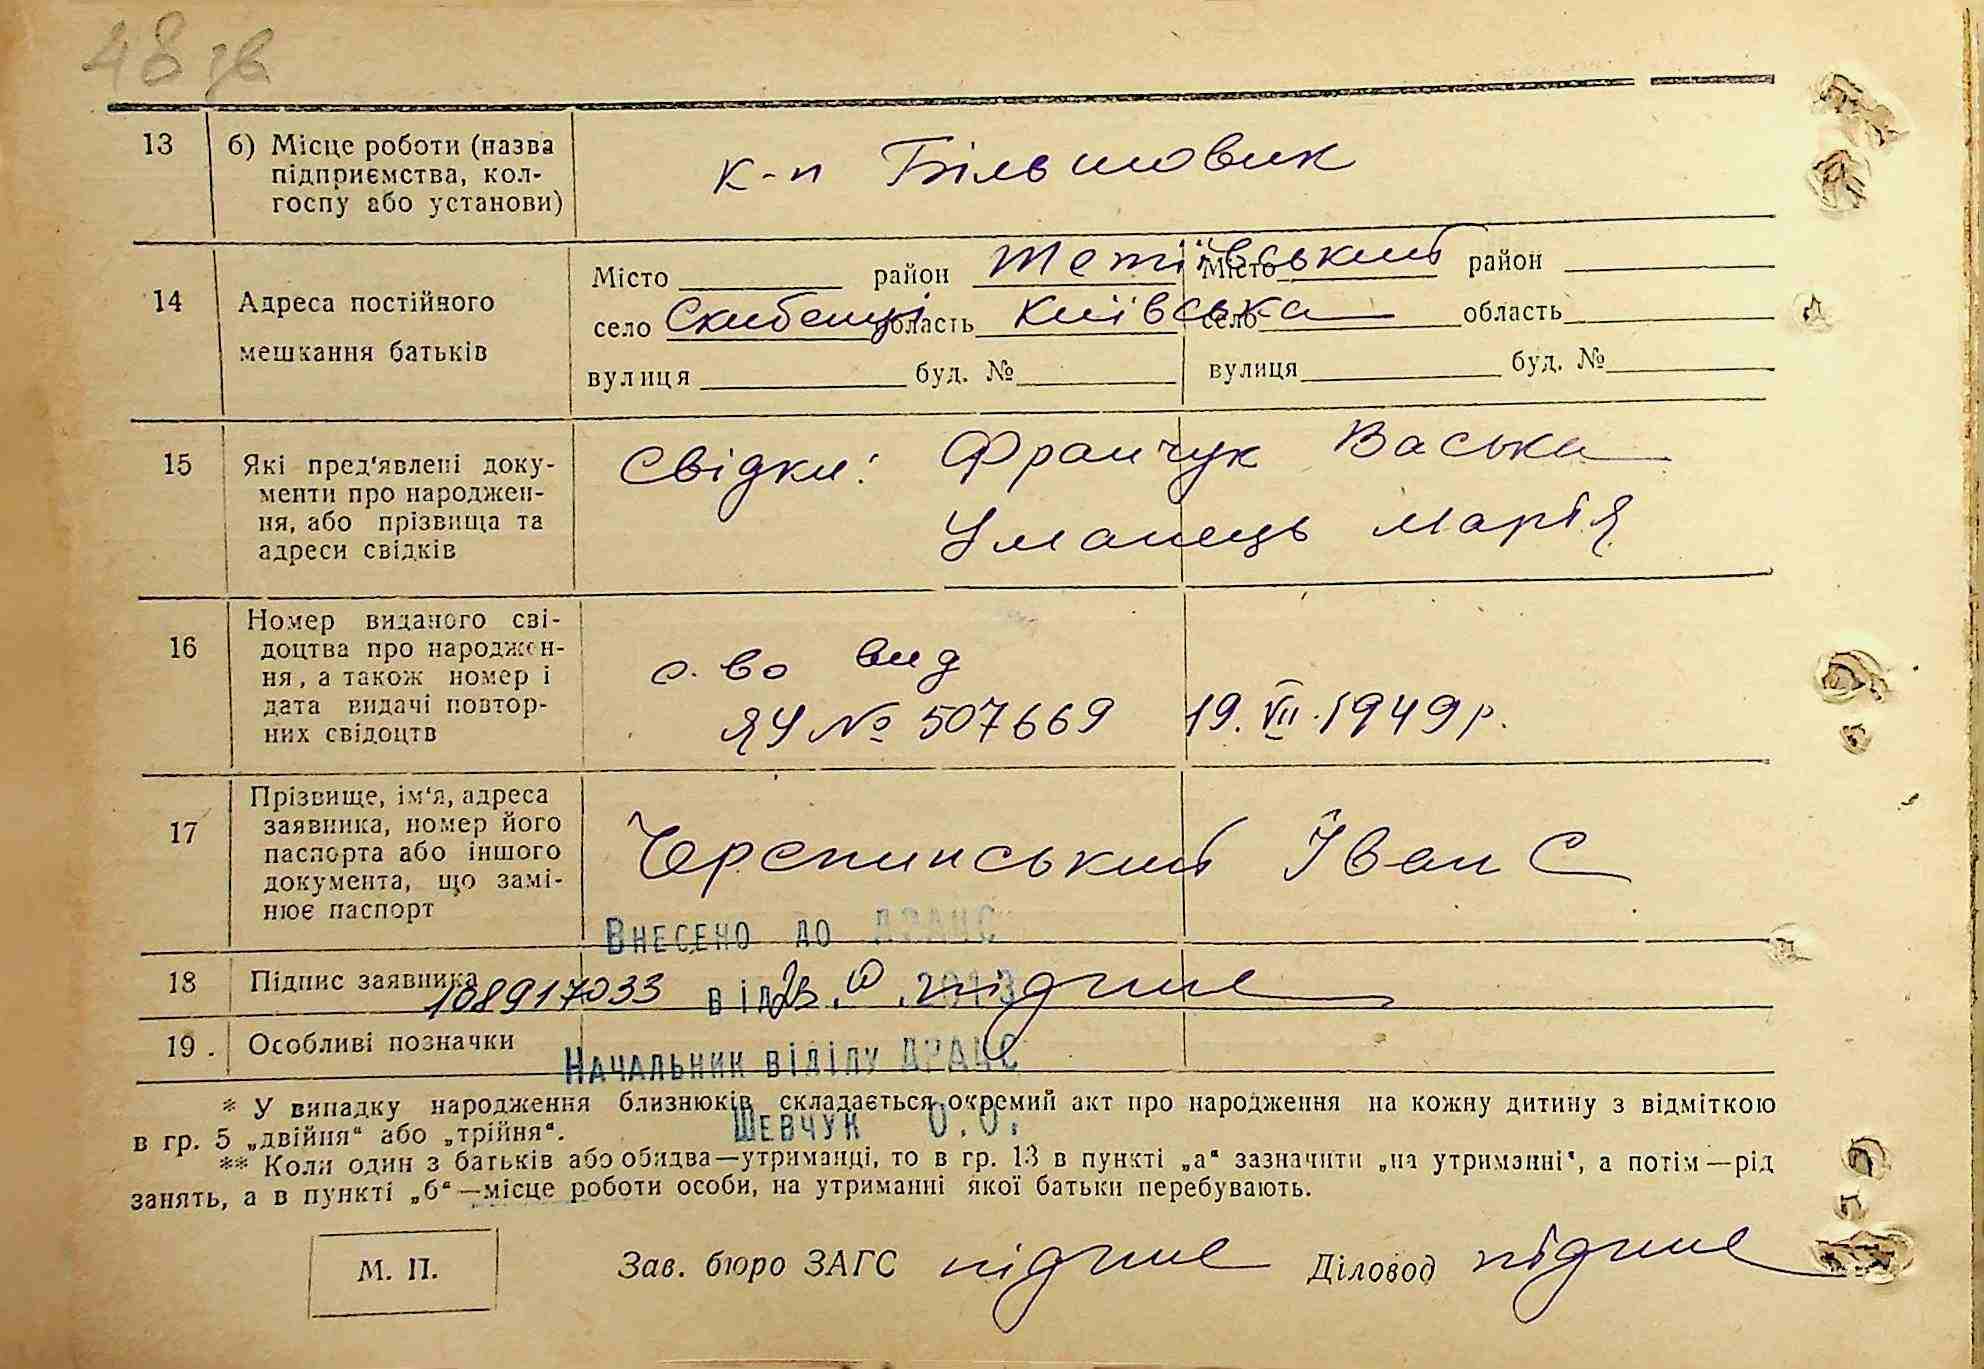 48 зв
13 б) Місце роботи (назва
підприємства, кол-
госпу або установи)
к-п Більшовик
14 Адреса постійного
мешкання батьків
Місто район Тетіївський Місто район
село Скибенці область Київська село область
вулиця буд. № вулиця буд. №
15 Які пред'явлені доку-
менти про народжен-
ня, або прізвища та
адреси свідків
Свідки: Франчук Васька
Уманець Марія
16 Номер виданого сві-
доцтва про народжен-
ня, а також номер і
дата видачі повтор-
них свідоцтв
с-во вид
ЯЧ № 507669 19.VII.1949р.
17 Прізвище, ім'я, адреса
заявника, номер його
паспорта або іншого
документа, що замі-
нює паспорт
Черепинський Іван С
Внесено до ДРАЦС
18 Підпис заявника підпис
108917033 від 2013
19. Особливі позначки
Начальник відділу ДРАЦС
Шевчук О.О.
* У випадку народження близнюків складається окремий акт про народження на кожну дитину з відміткою
в гр. 5 „двійня“ або „трійня“.
** Коли один з батьків або обидва—утриманці, то в гр. 13 в пункті „а“ зазначити „на утриманні“, а потім—рід
занять, а в пункті „б“—місце роботи особи, на утриманні якої батьки перебувають.
М. П. Зав. бюро ЗАГС підпис Діловод підпис